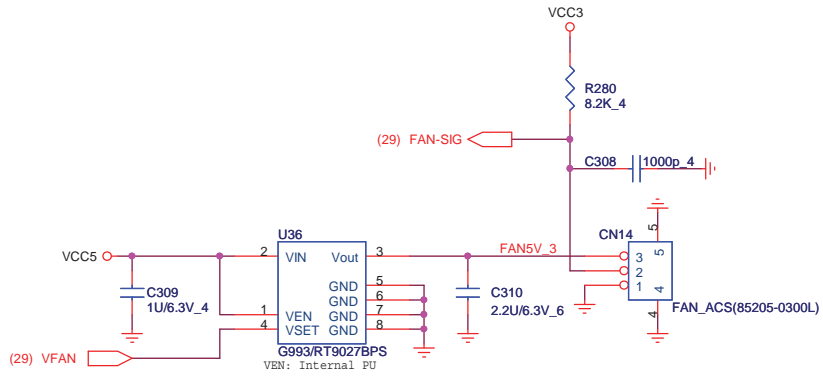 VCC3
R280
8.2K_4
(29) FAN-SIG
C308
1000p_4
U36
CN14
VCC5
2
VIN
Vout
3
FAN5V_3
3
2
1
5
5
4
4
GND
5
GND
6
GND
7
GND
8
C309
1U/6.3V_4
C310
2.2U/6.3V_6
1
VEN
4
VSET
FAN_ACS(85205-0300L)
G993/RT9027BPS
(29) VFAN
VEN: Internal PU